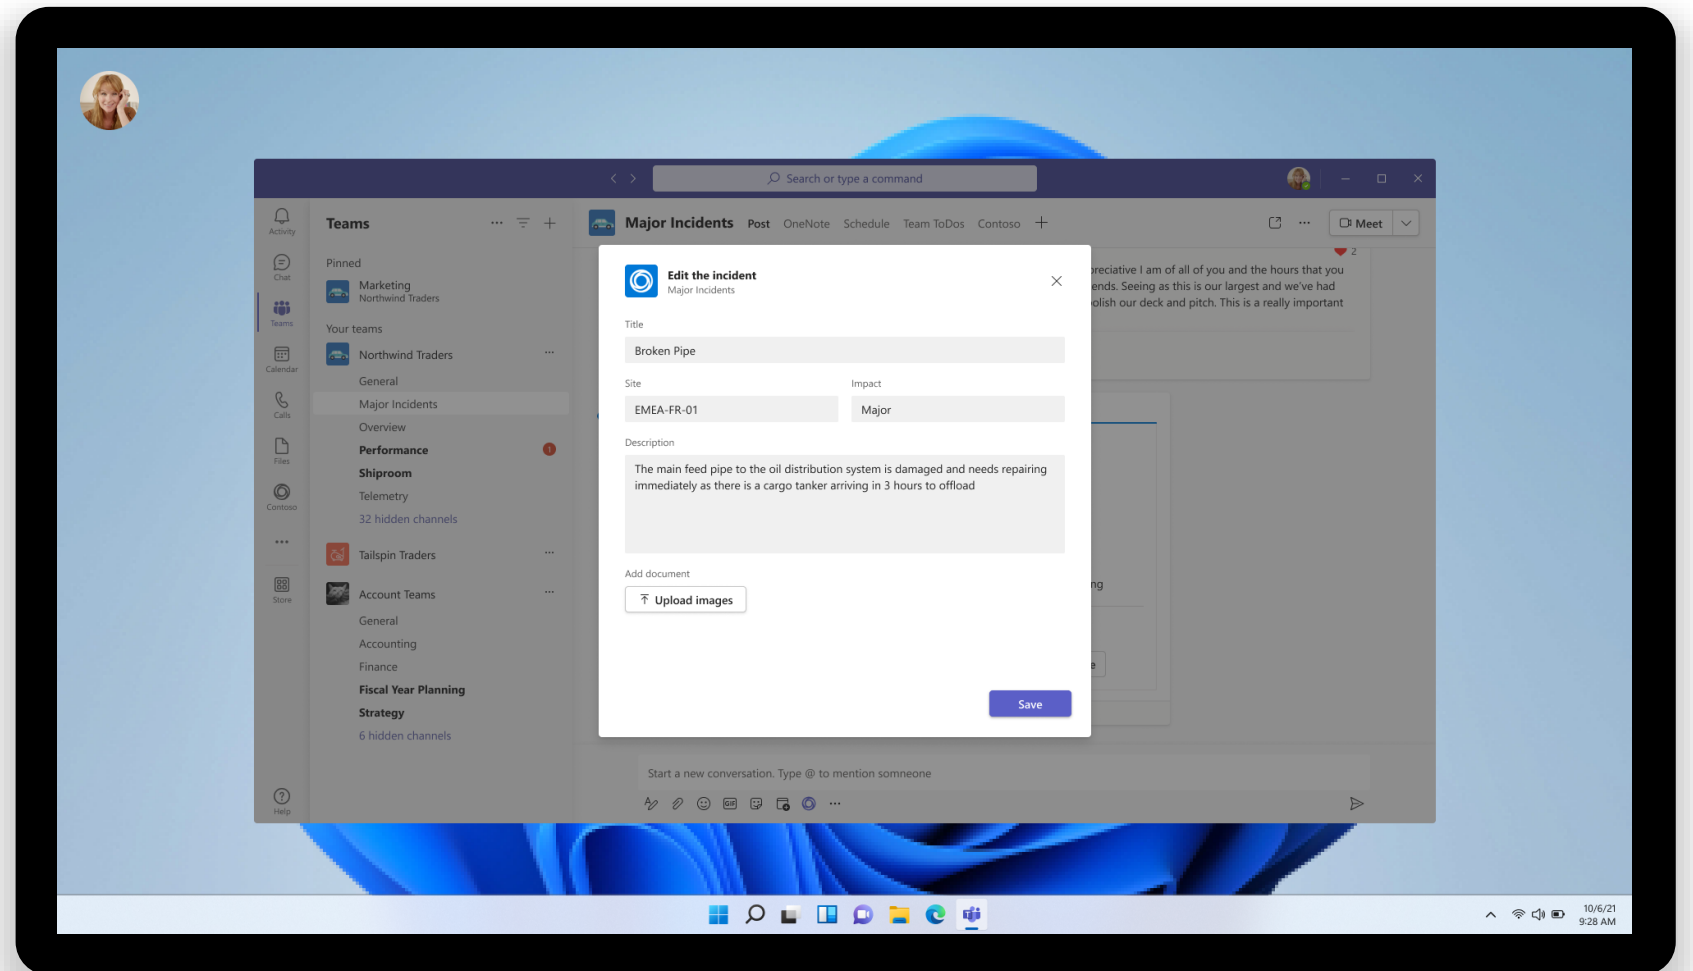 Search or type a command
Activity
Chat
Teams
Calendar
Calls
Files
Contoso
Store
Help
Teams
Pinned
Marketing
Northwind Traders
Your teams
Northwind Traders
General
Major Incidents
Overview
Performance
1
Shiproom
Telemetry
32 hidden channels
Tailspin Traders
Account Teams
General
Accounting
Finance
Fiscal Year Planning
Strategy
6 hidden channels
Major Incidents Post OneNote Schedule Team ToDos Contoso
Meet
2
preciative I am of all of you and the hours that you
ends. Seeing as this is our largest and we've had
olish our deck and pitch. This is a really important
ng
e
Edit the incident
Major Incidents
Title
Broken Pipe
Site
EMEA-FR-01
Impact
Major
Description
The main feed pipe to the oil distribution system is damaged and needs repairing
immediately as there is a cargo tanker arriving in 3 hours to offload
Add document
Upload images
Save
Start a new conversation. Type @ to mention somneone
GIF
10/6/21
9:28 AM